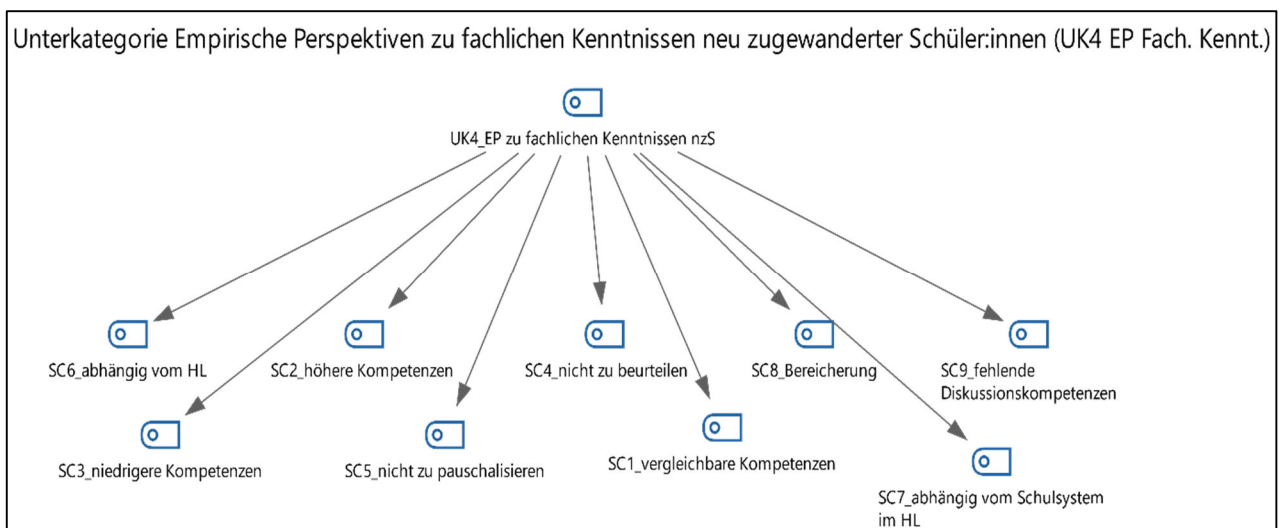 Unterkategorie Empirische Perspektiven zu fachlichen Kenntnissen neu zugewanderter Schüler:innen (UK4 EP Fach. Kennt.)
UK4_EP zu fachlichen Kenntnissen nzS
SC6_abhängig vom HL
SC2_höhere Kompetenzen
SC4_nicht zu beurteilen
SC8_Bereicherung
SC9_fehlende
Diskussionskompetenzen
SC3_niedrigere Kompetenzen
SC5_nicht zu pauschalisieren
SC1_vergleichbare Kompetenzen
SC7_abhängig vom Schulsystem
im HL